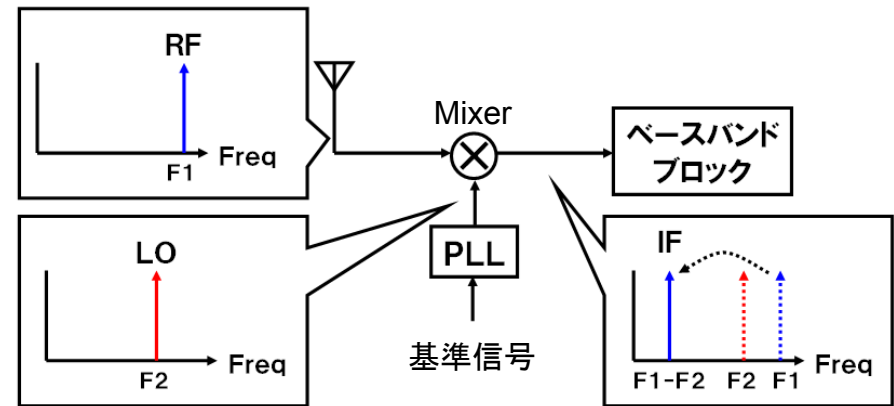 RF
Freq
F1
Mixer
ベースバンド
ブロック
LO
Freq
F2
PLL
基準信号
IF
Freq
F1-F2 F2 F1